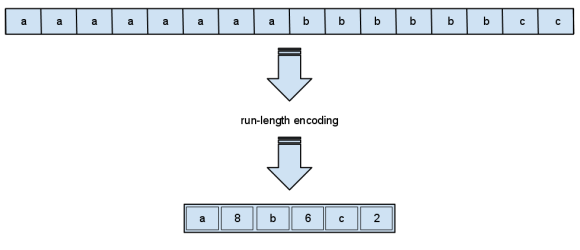 a a a a a a a a b b b b b b c c
run-length encoding
a 8 b 6 c 2